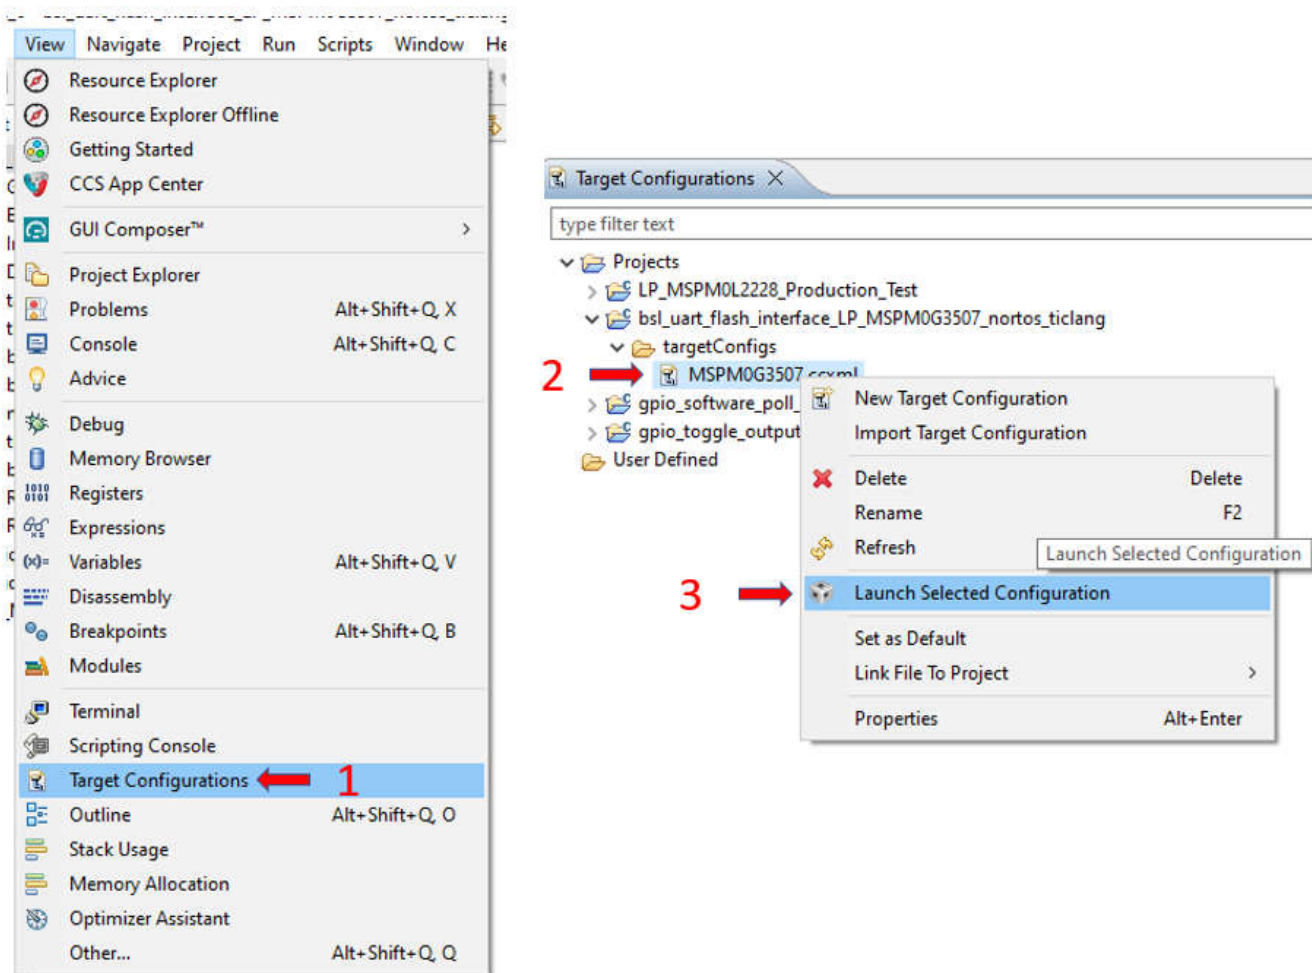 View Navigate Project Run Scripts Window
Resource Explorer
Resource Explorer Offline
Getting Started
CCS App Center
GUI Composer™ >
Project Explorer
Problems Alt+Shift+Q, X
Console Alt+Shift+Q, C
Advice
Debug
Memory Browser
Registers
Expressions
Variables Alt+Shift+Q, V
Disassembly
Breakpoints Alt+Shift+Q, B
Modules
Terminal
Scripting Console
Target Configurations 1
Outline Alt+Shift+Q, O
Stack Usage
Memory Allocation
Optimizer Assistant
Other... Alt+Shift+Q, Q
Target Configurations
type filter text
Projects
LP_MSPM0L2228_Production_Test
bsl_uart_flash_interface_LP_MSPM0G3507_nortos_ticlang
targetConfigs
2 MSPM0G3507.ccxml
gpio_software_poll_
gpio_toggle_output
User Defined
New Target Configuration
Import Target Configuration
Delete Delete
Rename F2
Refresh
Launch Selected Configuration
3 Launch Selected Configuration
Set as Default
Link File To Project >
Properties Alt+Enter